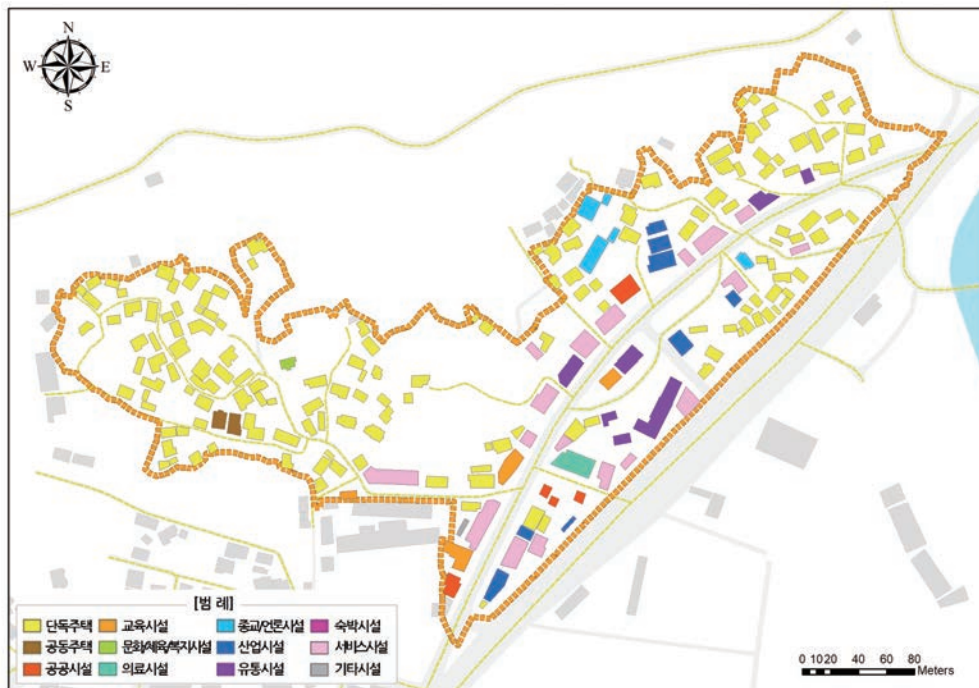 N
W E
S
[범 례]
단독주택 교육시설 종교/언론시설 숙박시설
공동주택 문화/체육/복지시설 산업시설 서비스시설
공공시설 의료시설 유통시설 기타시설
0 10 20 40 60 80
Meters